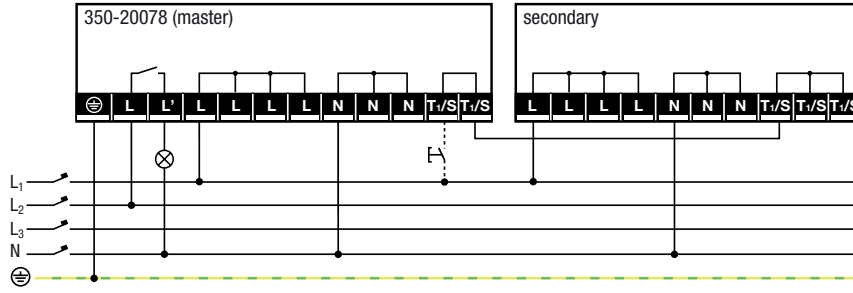 350-20078 (master)
secondary
L L' L L L L N N N T1/S T1/S
L L L L N N N T1/S T1/S T1/S
L1
L2
L3
N